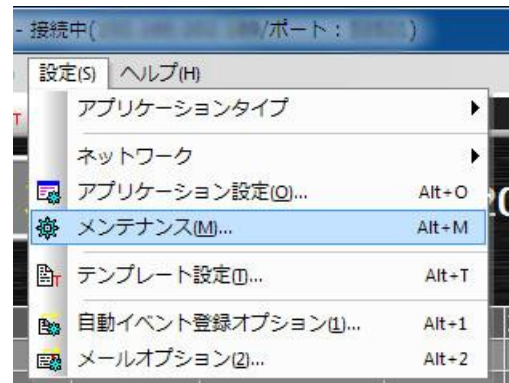 - 接続中( /ポート： )
設定(S) ヘルプ(H)
アプリケーションタイプ
ネットワーク
アプリケーション設定(O)... Alt+O
メンテナンス(M)... Alt+M
テンプレート設定(T)... Alt+T
自動イベント登録オプション(1)... Alt+1
メールオプション(2)... Alt+2